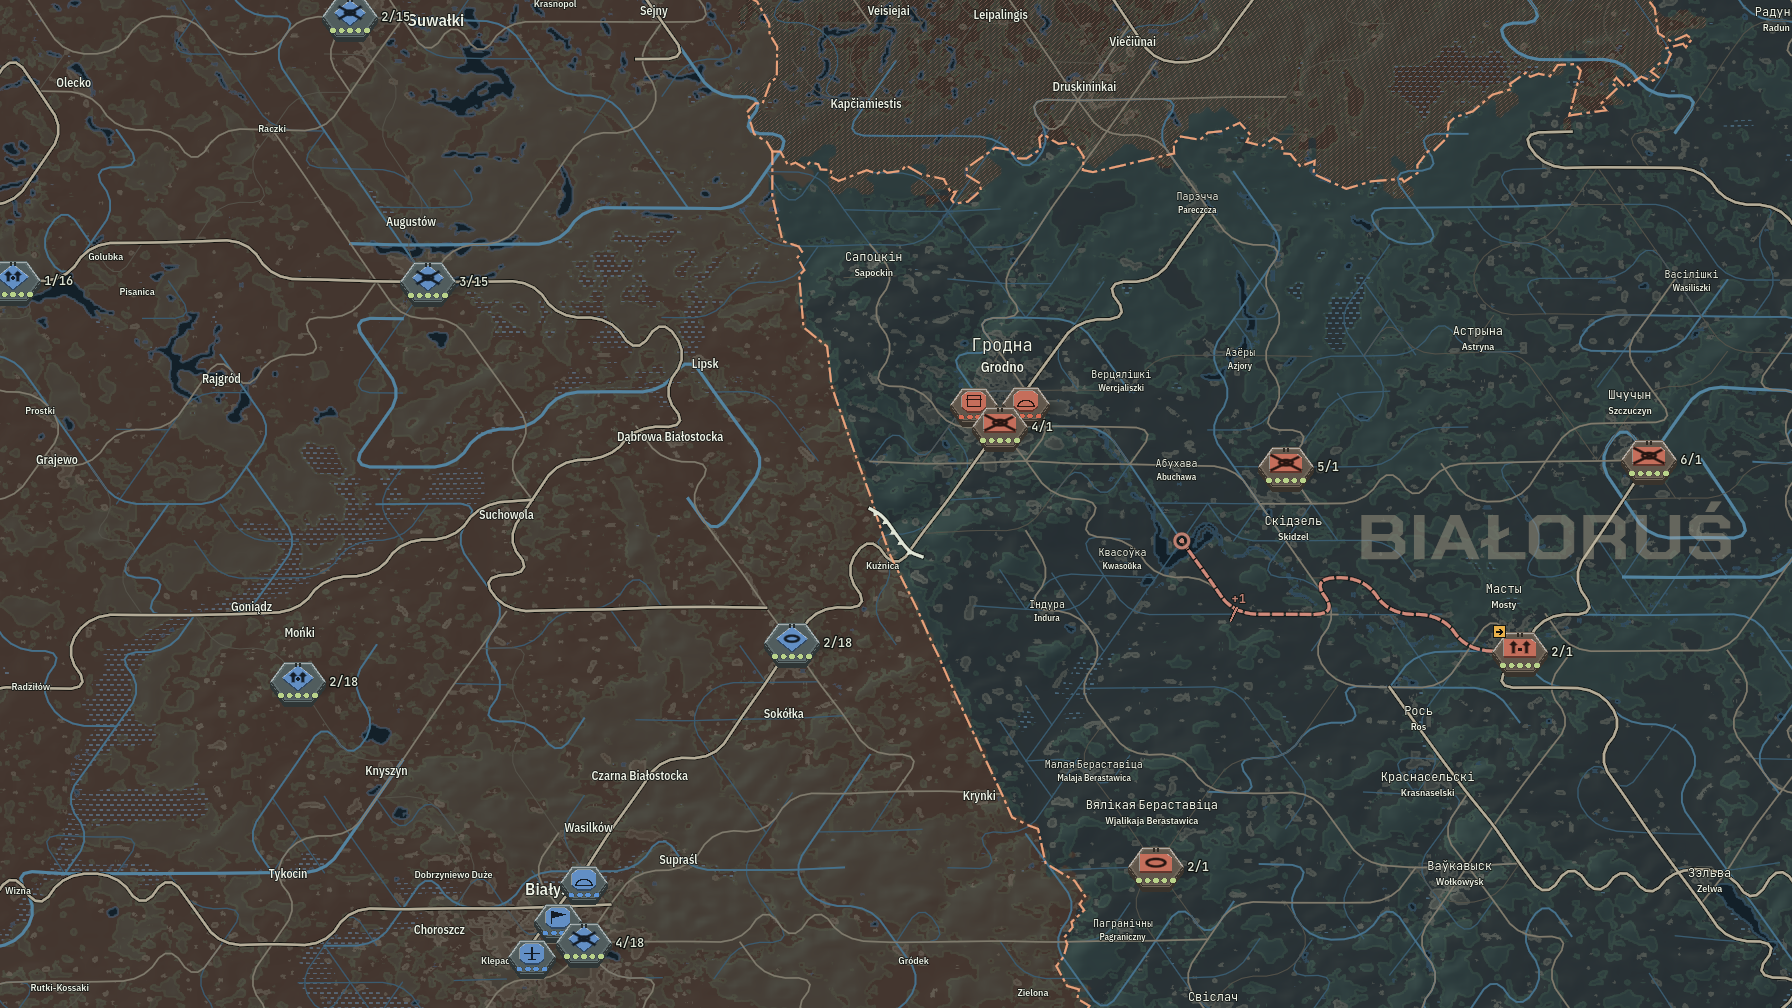 2/15
Suwałki
Krasnopol
Sejny
Veisiejai
Leipalingis
Viečiūnai
Радун
Radun
Olecko
Raczki
Kapčiamiestis
Druskininkai
Augustów
Парэчча
Pareczcza
Golubka
Сапоцкін
Sapockin
Васілішкі
Wasiliszki
1/16
Pisanica
3/15
Гродна
Grodno
Астрына
Astryna
Азёры
Azjory
Lipsk
Верцялішкі
Wercjaliszki
Rajgród
Prostki
Шчучын
Szczuczyn
4/1
Dąbrowa Białostocka
Grajewo
Абухава
Abuchawa
5/1
6/1
Suchowola
Скідзель
Skidzel
BIAŁORUŚ
Kuźnica
Квасоўка
Kwasoŭka
Масты
Mosty
Goniądz
Індура
Indura
+1
Mońki
2/18
2/1
Radziłów
2/18
Sokółka
Рось
Ros
Knyszyn
Czarna Białostocka
Малая Бераставіца
Malaja Berastawica
Краснасельскі
Krasnaselski
Krynki
Вялікая Бераставіца
Wjalikaja Berastawica
Wasilków
Supraśl
Tykocin
Dobrzyniewo Duże
2/1
Ваўкавыск
Wołkowysk
Зэльва
Zelwa
Wizna
Biały
Choroszcz
4/18
Пагранічны
Pagraniczny
Klepac
Gródek
Rutki-Kossaki
Zielona
Свіслач